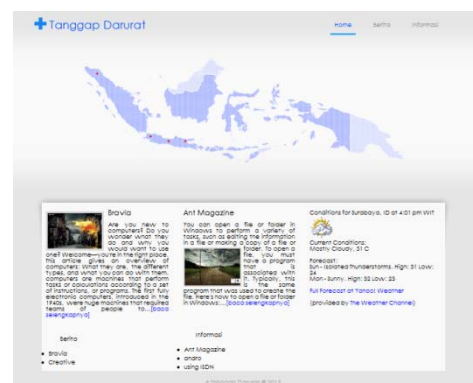 Tanggap Darurat
Home Berita Informasi
Bravia
Are you new to computers? Do you wonder what they do and why you would want to use one? Welcome—you're in the right place. this article gives an overview of computers: What they are, the different types, and what you can do with them. computers are machines that perform tasks or calculations according to a set of instructions, or programs. The first fully electronic computers, introduced in the 1940s, were huge machines that required teams of people to...[baca selengkapnya]
Ant Magazine
You can open a file or folder in Windows to perform a variety of tasks, such as editing the information in a file or making a copy of a file or folder. To open a file, you must have a program that is associated with it. Typically, this is the same program that was used to create the file. Here's how to open a file or folder in Windows:...[baca selengkapnya]
Conditions for Surabaya, ID at 4:01 pm WIT
Current Conditions:
Mostly Cloudy, 31 C
Forecast:
Sun - Isolated Thunderstorms. High: 31 Low: 24
Mon - Sunny. High: 32 Low: 23
Full Forecast at Yahoo! Weather
(provided by The Weather Channel)
Berita
Bravia
Creative
Informasi
Ant Magazine
andro
using ISDN